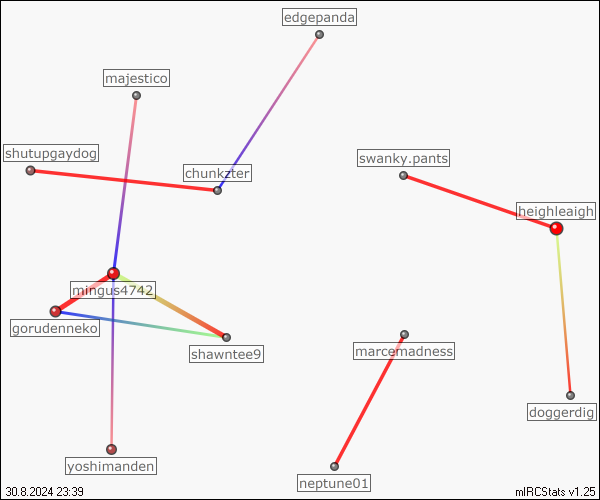 edgepanda
majestico
shutupgaydog
swanky.pants
chunkzter
heighleaigh
mingus4742
gorudenneko
shawntee9
marcemadness
doggerdig
yoshimanden
neptune01
30.8.2024 23:39
mIRCStats v1.25